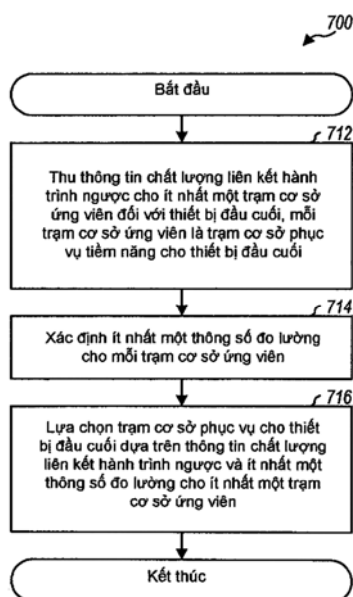 700
Bắt đầu
712
Thu thông tin chất lượng liên kết hành
trình ngược cho ít nhất một trạm cơ sở
ứng viên đối với thiết bị đầu cuối, mỗi
trạm cơ sở ứng viên là trạm cơ sở phục
vụ tiềm năng cho thiết bị đầu cuối
714
Xác định ít nhất một thông số đo lường
cho mỗi trạm cơ sở ứng viên
716
Lựa chọn trạm cơ sở phục vụ cho thiết
bị đầu cuối dựa trên thông tin chất lượng
liên kết hành trình ngược và ít nhất một
thông số đo lường cho ít nhất một trạm
cơ sở ứng viên
Kết thúc